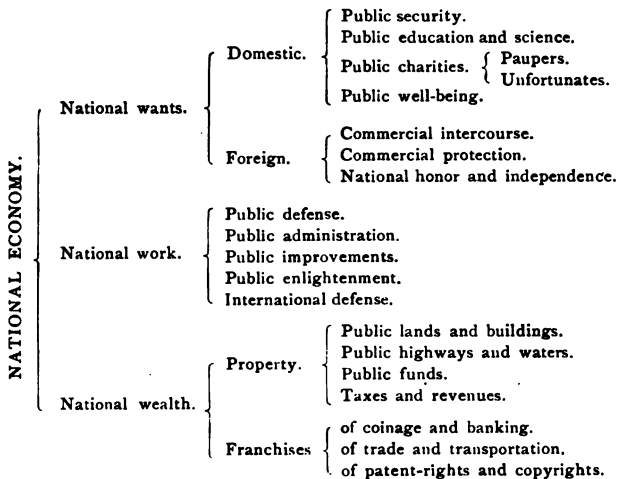 NATIONAL ECONOMY.
National wants.
Domestic.
Public security.
Public education and science.
Public charities.
Paupers.
Unfortunates.
Public well-being.
Foreign.
Commercial intercourse.
Commercial protection.
National honor and independence.
National work.
Public defense.
Public administration.
Public improvements.
Public enlightenment.
International defense.
National wealth.
Property.
Public lands and buildings.
Public highways and waters.
Public funds.
Taxes and revenues.
Franchises
of coinage and banking.
of trade and transportation.
of patent-rights and copyrights.